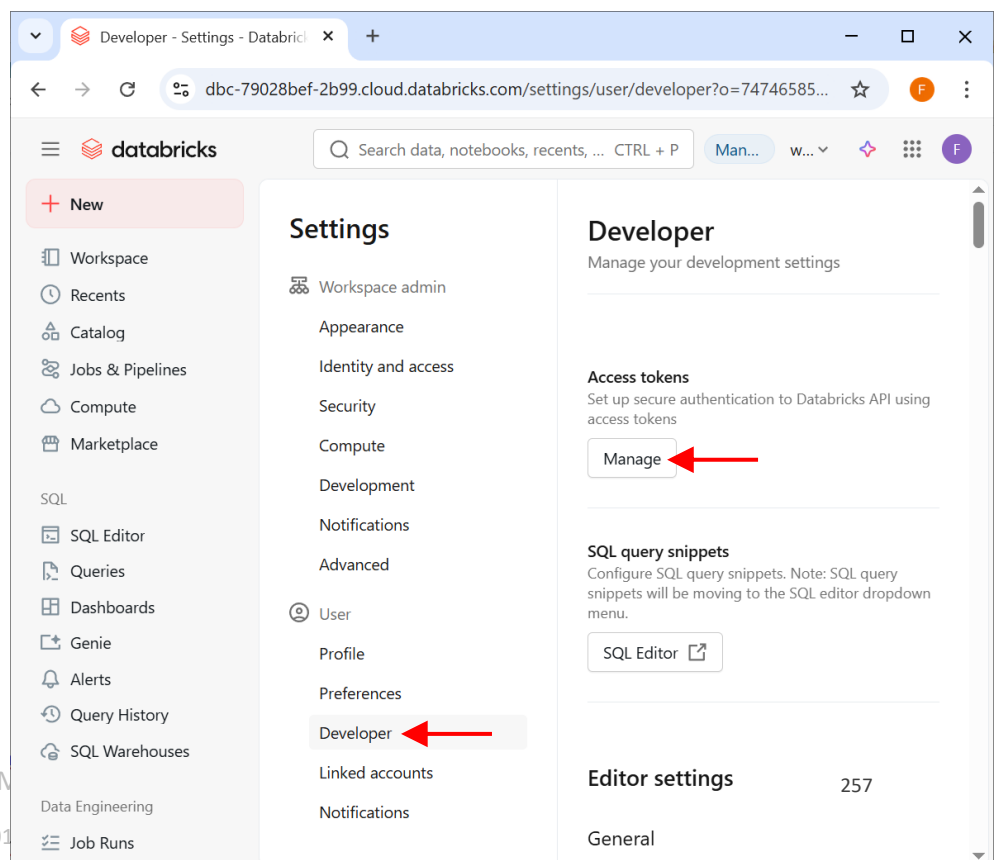 Developer - Settings - Databric
dbc-79028bef-2b99.cloud.databricks.com/settings/user/developer?o=74746585...
F
databricks
Search data, notebooks, recents, ... CTRL + P
Man...
w...
F
New
Workspace
Recents
Catalog
Jobs & Pipelines
Compute
Marketplace
SQL
SQL Editor
Queries
Dashboards
Genie
Alerts
Query History
SQL Warehouses
Data Engineering
Job Runs
Settings
Workspace admin
Appearance
Identity and access
Security
Compute
Development
Notifications
Advanced
User
Profile
Preferences
Developer
Linked accounts
Notifications
Developer
Manage your development settings
Access tokens
Set up secure authentication to Databricks API using
access tokens
Manage
SQL query snippets
Configure SQL query snippets. Note: SQL query
snippets will be moving to the SQL editor dropdown
menu.
SQL Editor
Editor settings
257
General